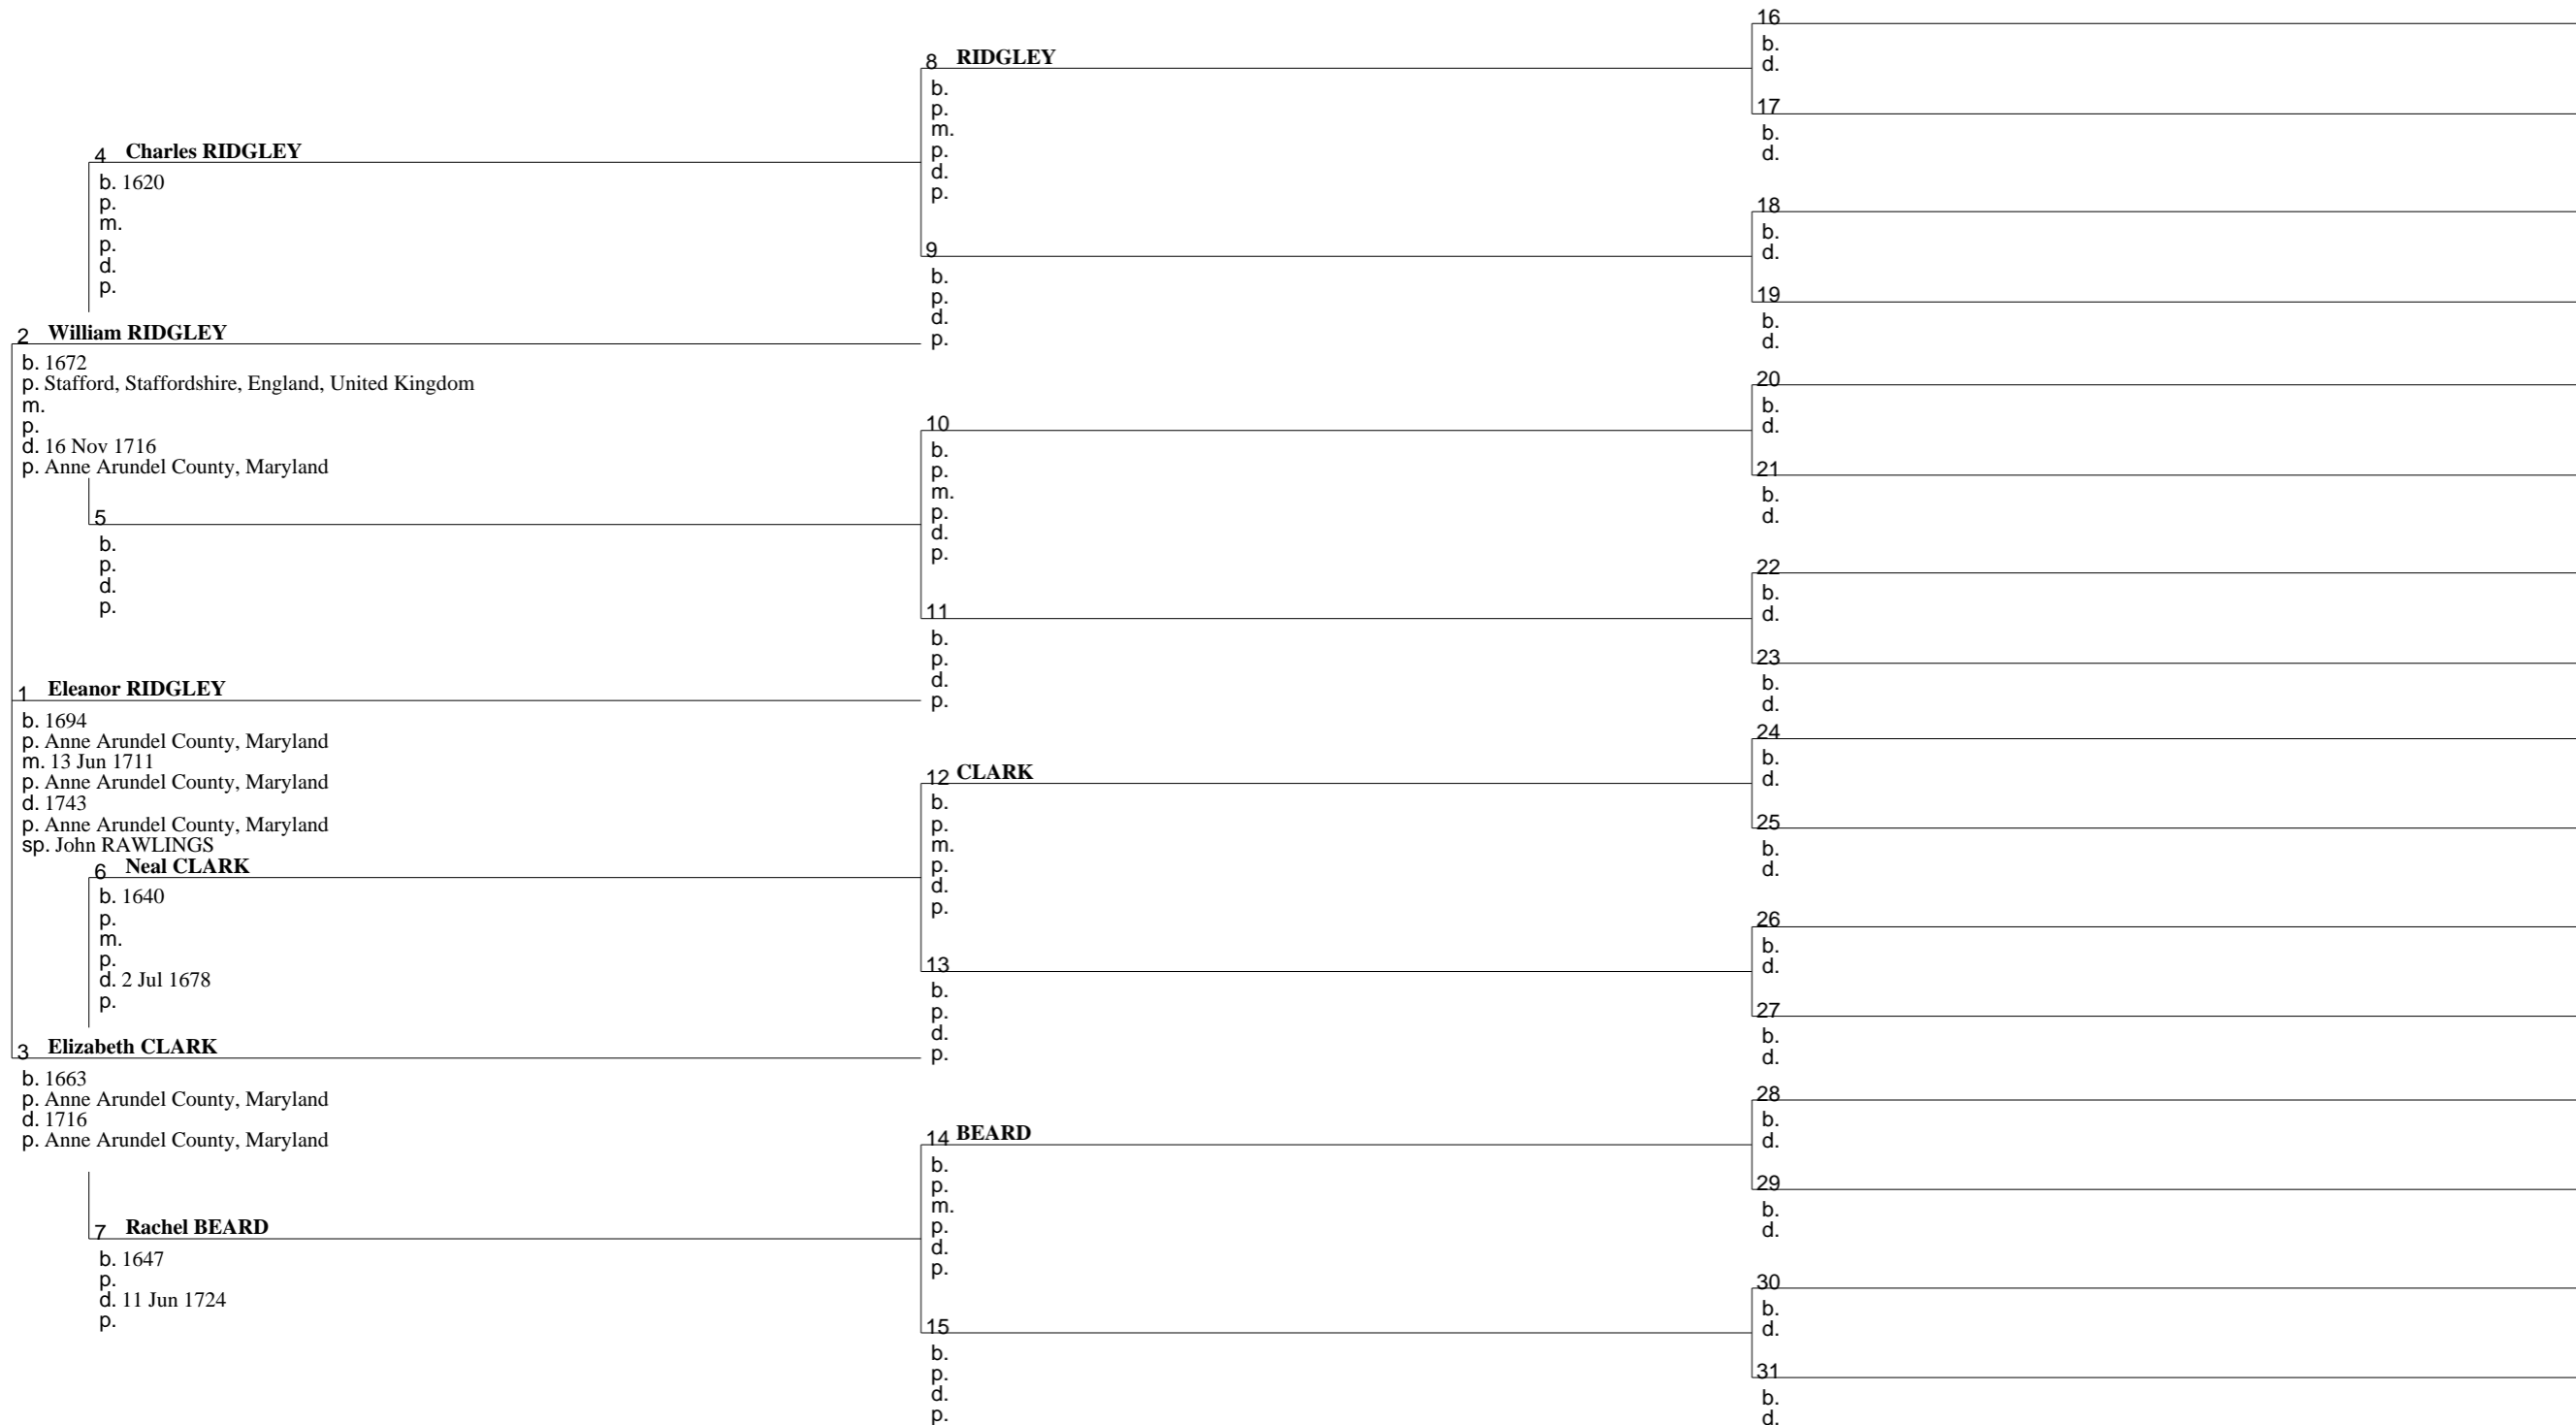 4 Charles RIDGLEY
b. 1620
p.
m.
p.
d.
p.
2 William RIDGLEY
b. 1672
p. Stafford, Staffordshire, England, United Kingdom
m.
p.
d. 16 Nov 1716
p. Anne Arundel County, Maryland
5
b.
p.
d.
p.
1 Eleanor RIDGLEY
b. 1694
p. Anne Arundel County, Maryland
m. 13 Jun 1711
p. Anne Arundel County, Maryland
d. 1743
p. Anne Arundel County, Maryland
sp. John RAWLINGS
6 Neal CLARK
b. 1640
p.
m.
p.
d. 2 Jul 1678
p.
3 Elizabeth CLARK
b. 1663
p. Anne Arundel County, Maryland
d. 1716
p. Anne Arundel County, Maryland
7 Rachel BEARD
b. 1647
p.
d. 11 Jun 1724
p.
8 RIDGLEY
b.
p.
m.
p.
d.
p.
9
b.
p.
d.
p.
10
b.
p.
m.
p.
d.
p.
11
b.
p.
d.
p.
12 CLARK
b.
p.
m.
p.
d.
p.
13
b.
p.
d.
p.
14 BEARD
b.
p.
m.
p.
d.
p.
15
b.
p.
d.
p.
16
b.
d.
17
b.
d.
18
b.
d.
19
b.
d.
20
b.
d.
21
b.
d.
22
b.
d.
23
b.
d.
24
b.
d.
25
b.
d.
26
b.
d.
27
b.
d.
28
b.
d.
29
b.
d.
30
b.
d.
31
b.
d.